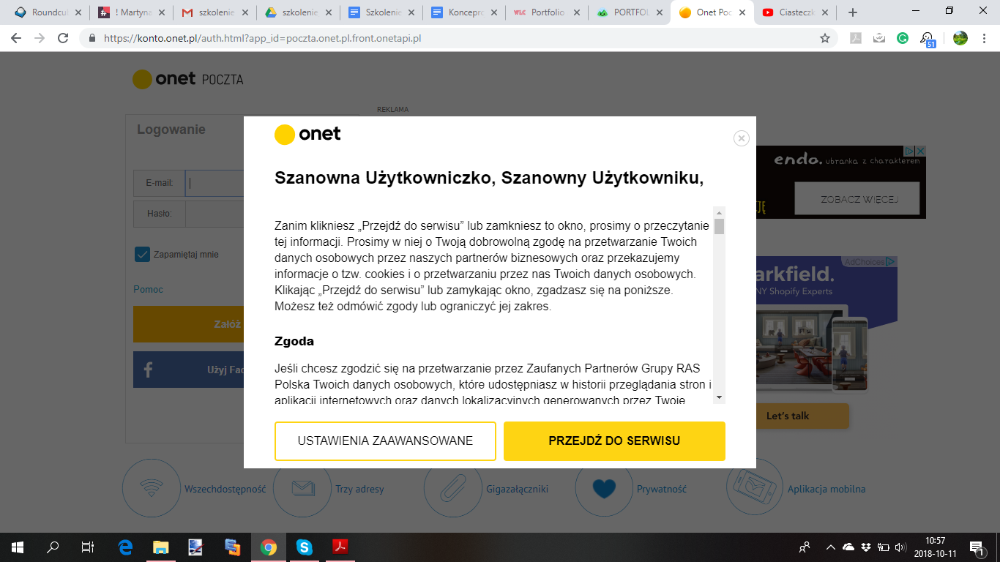 Roundcu
! Martyna
szkolenie
szkolenie
Szkolenie
Koncepc
WLC Portfolio
PORTFOL
Onet Poc
Ciasteczk
https://konto.onet.pl/auth.html?app_id=poczta.onet.pl.front.onetapi.pl
51
onet POCZTA
REKLAMA
Logowanie
E-mail:
Hasło:
Zapamiętaj mnie
Pomoc
Załóż
f Użyj Fac
onet
Szanowna Użytkowniczko, Szanowny Użytkowniku,
Zanim klikniesz „Przejdź do serwisu” lub zamkniesz to okno, prosimy o przeczytanie
tej informacji. Prosimy w niej o Twoją dobrowolną zgodę na przetwarzanie Twoich
danych osobowych przez naszych partnerów biznesowych oraz przekazujemy
informacje o tzw. cookies i o przetwarzaniu przez nas Twoich danych osobowych.
Klikając „Przejdź do serwisu” lub zamykając okno, zgadzasz się na poniższe.
Możesz też odmówić zgody lub ograniczyć jej zakres.
Zgoda
Jeśli chcesz zgodzić się na przetwarzanie przez Zaufanych Partnerów Grupy RAS
Polska Twoich danych osobowych, które udostępniasz w historii przeglądania stron i
aplikacji internetowych oraz danych lokalizacyjnych generowanych przez Twoje
USTAWIENIA ZAAWANSOWANE
PRZEJDŹ DO SERWISU
endo. ubranka z charakterem
ZOBACZ WIĘCEJ
JĘ
AdChoices
arkfield.
NY Shopify Experts
Let's talk
Wszechdostępność
Trzy adresy
Gigazałączniki
Prywatność
Aplikacja mobilna
10:57
2018-10-11
1